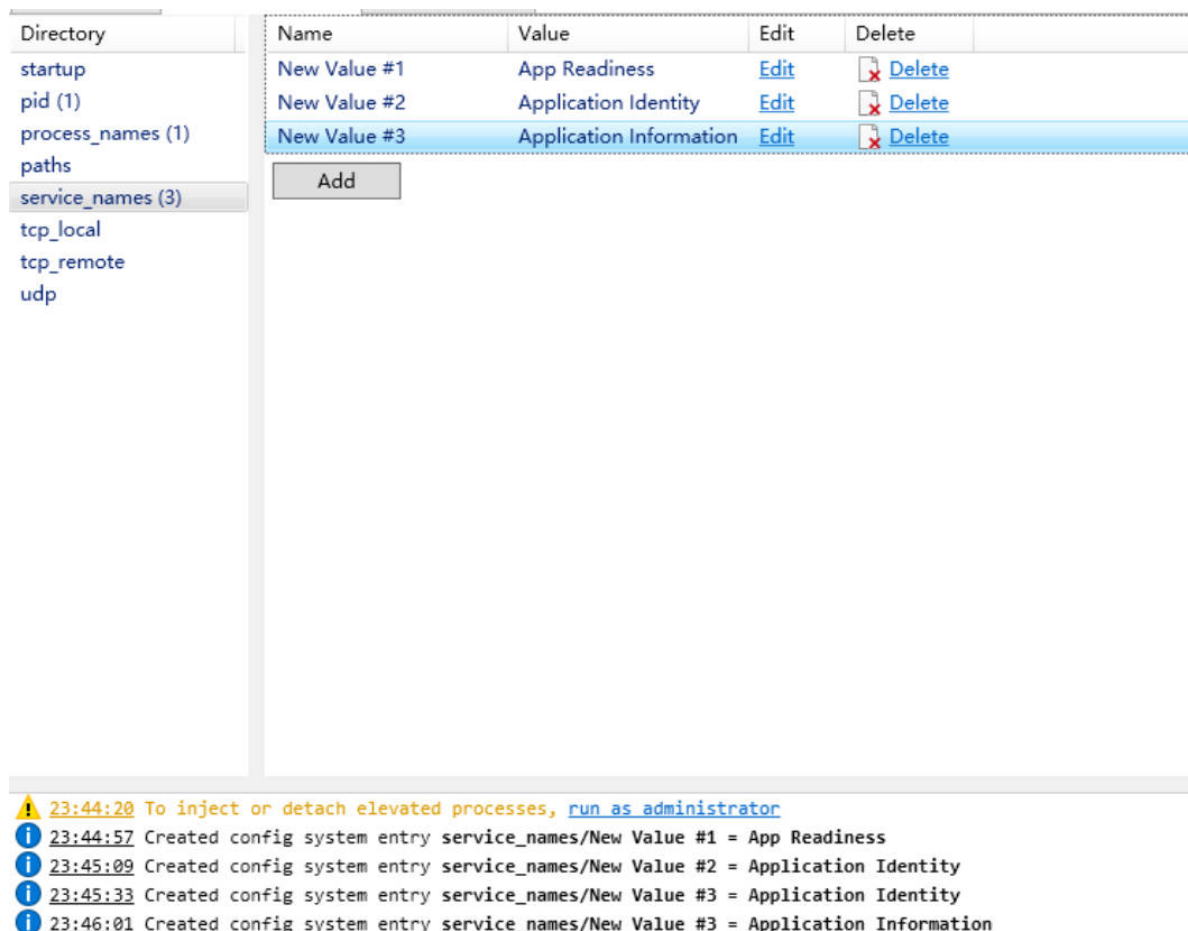 Directory
startup
pid (1)
process_names (1)
paths
service_names (3)
tcp_local
tcp_remote
udp
Name Value Edit Delete
New Value #1 App Readiness Edit Delete
New Value #2 Application Identity Edit Delete
New Value #3 Application Information Edit Delete
Add
23:44:20 To inject or detach elevated processes, run as administrator
23:44:57 Created config system entry service_names/New Value #1 = App Readiness
23:45:09 Created config system entry service_names/New Value #2 = Application Identity
23:45:33 Created config system entry service_names/New Value #3 = Application Identity
23:46:01 Created config system entry service_names/New Value #3 = Application Information